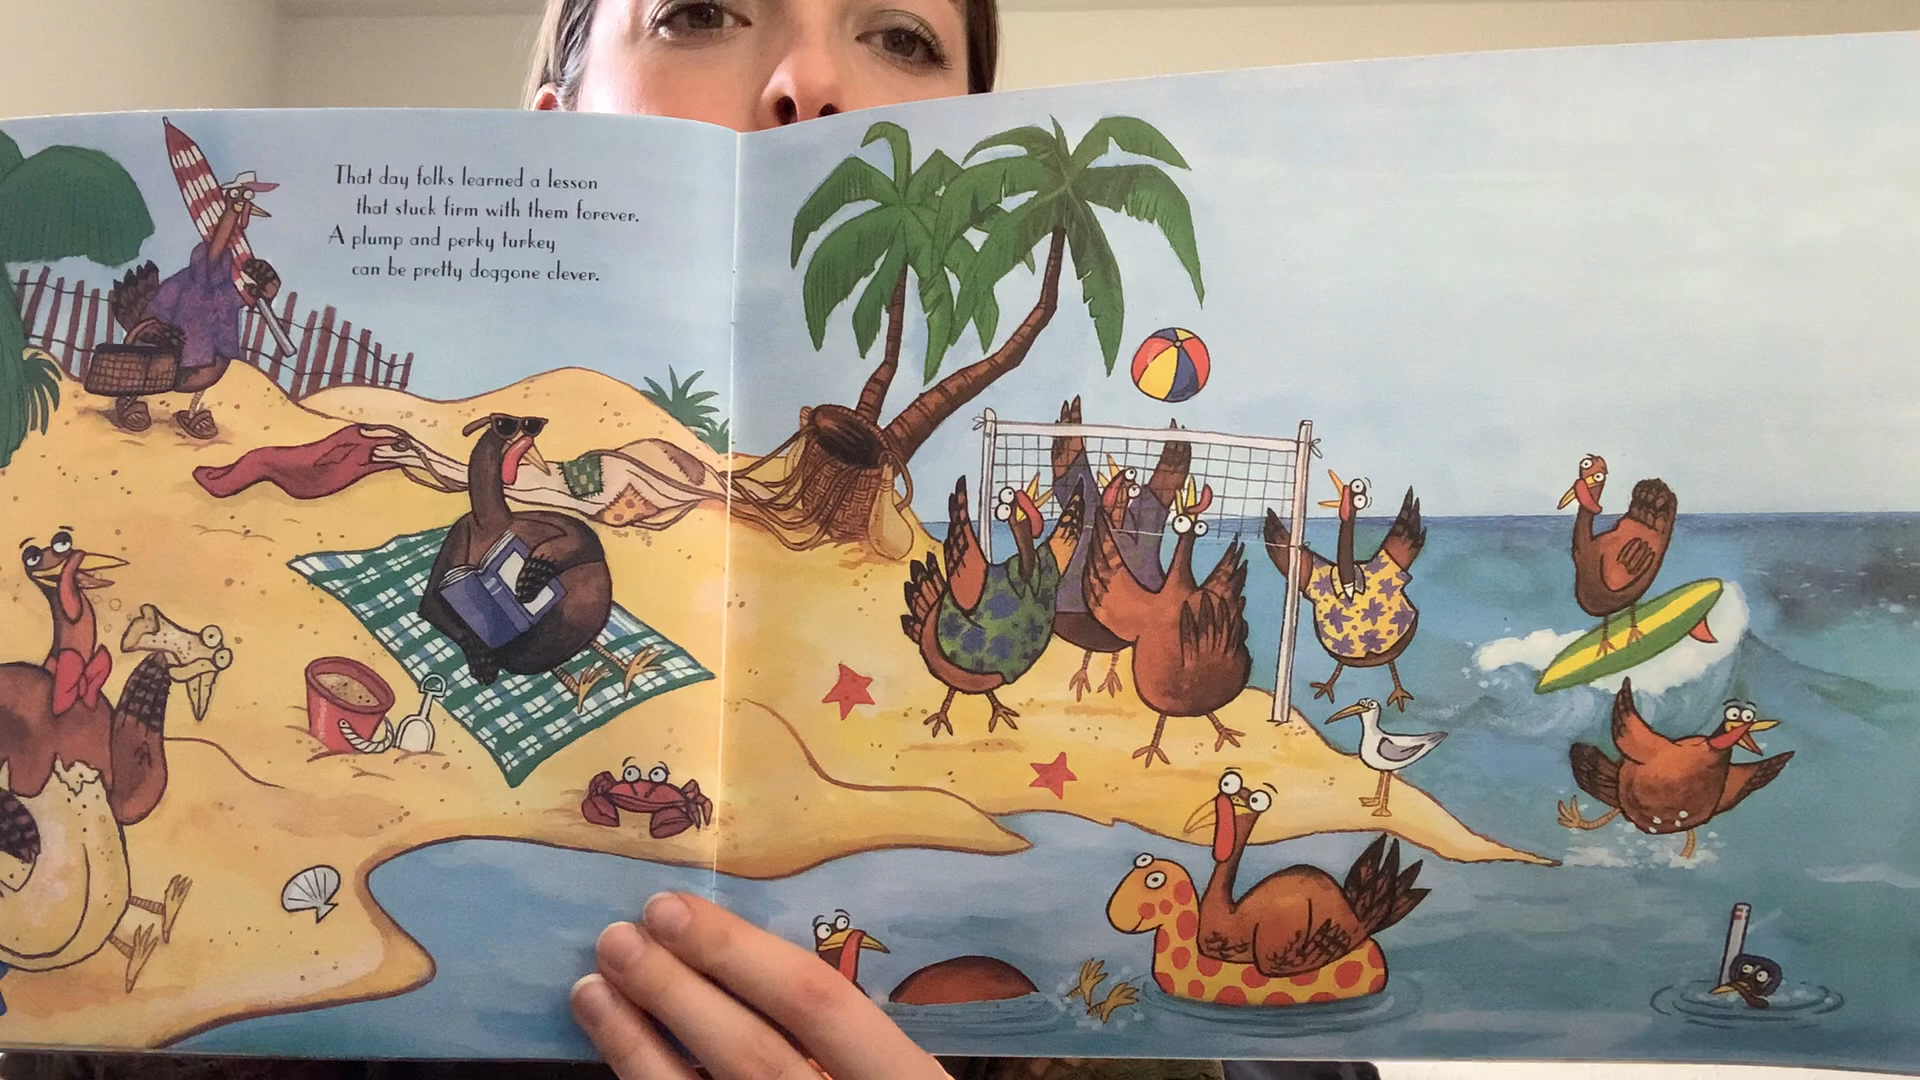 That day folks learned a lesson
that stuck firm with them forever.
A plump and perky turkey
can be pretty doggone clever.